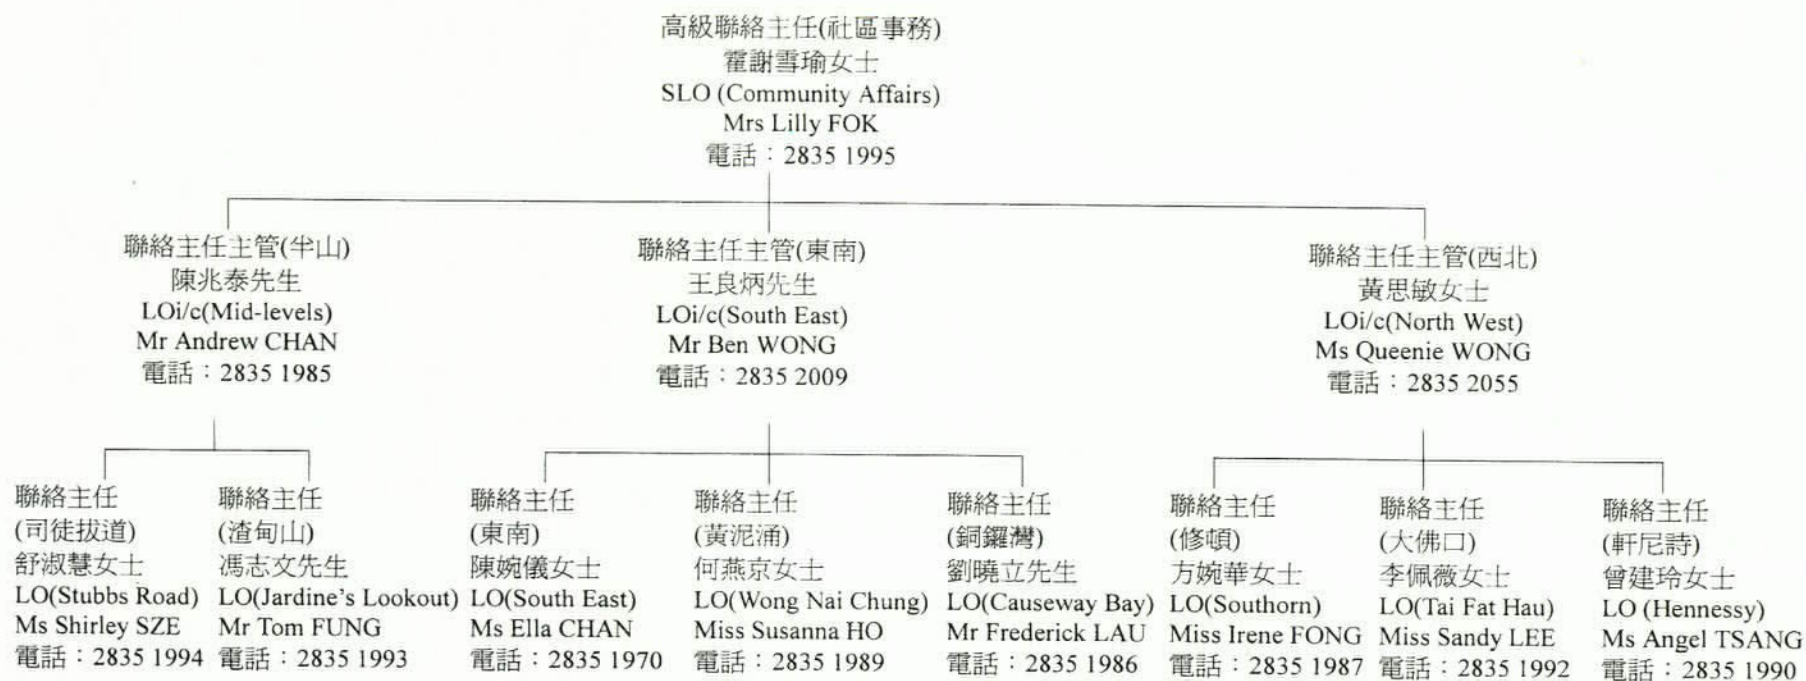 高級聯絡主任(社區事務)
霍謝雪瑜女士
SLO (Community Affairs)
Mrs Lilly FOK
電話：2835 1995
聯絡主任主管(半山)
陳兆泰先生
LOi/c(Mid-levels)
Mr Andrew CHAN
電話：2835 1985
聯絡主任主管(東南)
王良炳先生
LOi/c(South East)
Mr Ben WONG
電話：2835 2009
聯絡主任主管(西北)
黃思敏女士
LOi/c(North West)
Ms Queenie WONG
電話：2835 2055
聯絡主任
(司徒拔道)
舒淑慧女士
LO(Stubbs Road)
Ms Shirley SZE
電話：2835 1994
聯絡主任
(渣甸山)
馮志文先生
LO(Jardine's Lookout)
Mr Tom FUNG
電話：2835 1993
聯絡主任
(東南)
陳婉儀女士
LO(South East)
Ms Ella CHAN
電話：2835 1970
聯絡主任
(黃泥涌)
何燕京女士
LO(Wong Nai Chung)
Miss Susanna HO
電話：2835 1989
聯絡主任
(銅鑼灣)
劉曉立先生
LO(Causeway Bay)
Mr Frederick LAU
電話：2835 1986
聯絡主任
(修頓)
方婉華女士
LO(Southorn)
Miss Irene FONG
電話：2835 1987
聯絡主任
(大佛口)
李佩薇女士
LO(Tai Fat Hau)
Miss Sandy LEE
電話：2835 1992
聯絡主任
(軒尼詩)
曾建玲女士
LO (Hennessy)
Ms Angel TSANG
電話：2835 1990